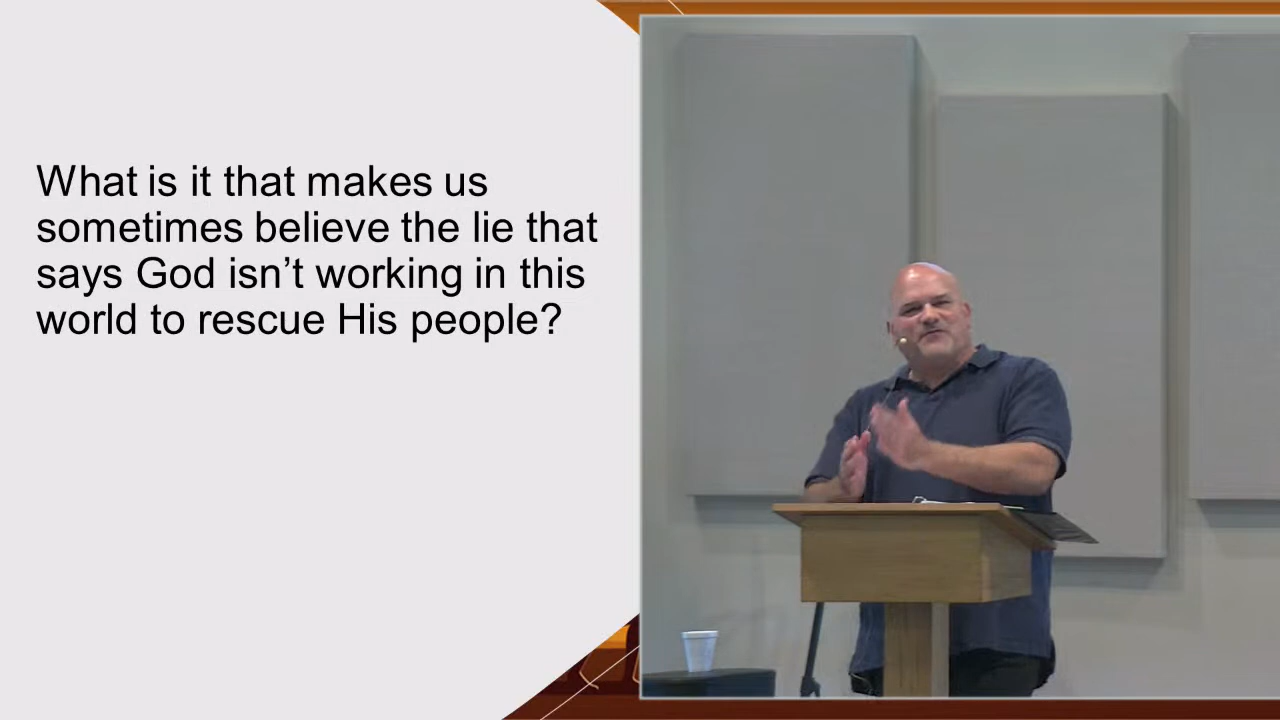 What is it that makes us
sometimes believe the lie that
says God isn’t working in this
world to rescue His people?